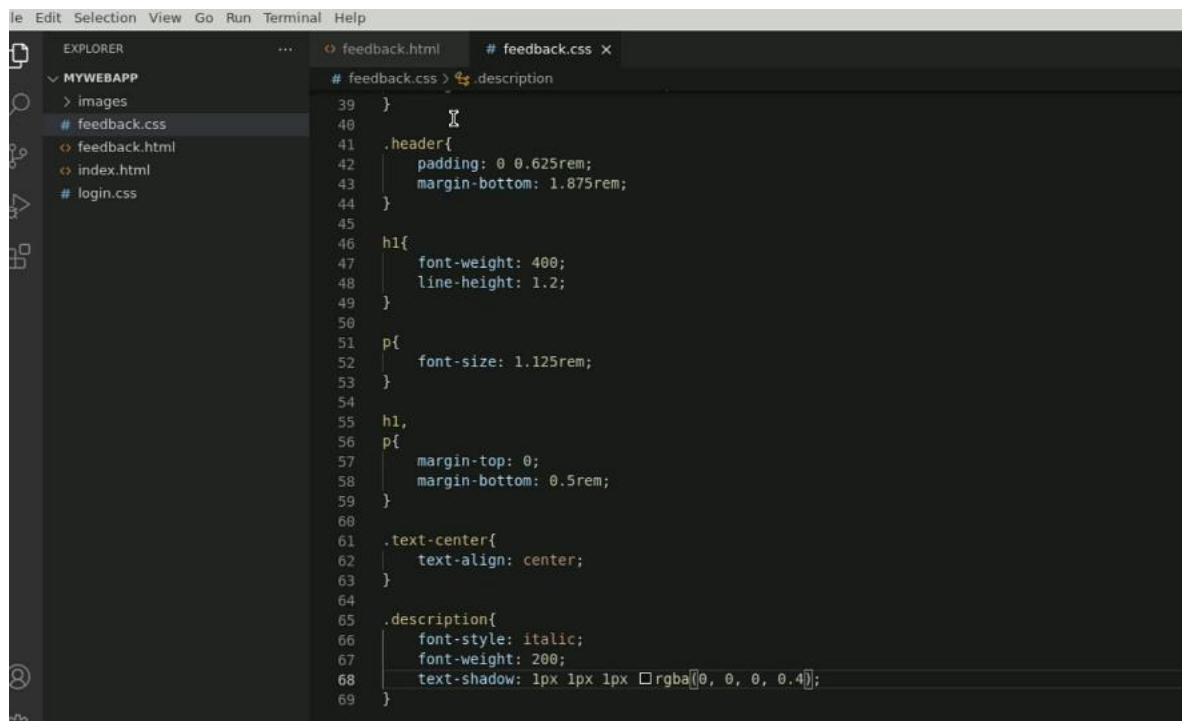 le Edit Selection View Go Run Terminal Help
EXPLORER ...
feedback.html # feedback.css ×
MYWEBAPP
# feedback.css > .description
images
# feedback.css
feedback.html
index.html
# login.css
39 }
40
41 .header{
42 padding: 0 0.625rem;
43 margin-bottom: 1.875rem;
44 }
45
46 h1{
47 font-weight: 400;
48 line-height: 1.2;
49 }
50
51 p{
52 font-size: 1.125rem;
53 }
54
55 h1,
56 p{
57 margin-top: 0;
58 margin-bottom: 0.5rem;
59 }
60
61 .text-center{
62 text-align: center;
63 }
64
65 .description{
66 font-style: italic;
67 font-weight: 200;
68 text-shadow: 1px 1px 1px rgba(0, 0, 0, 0.4);
69 }